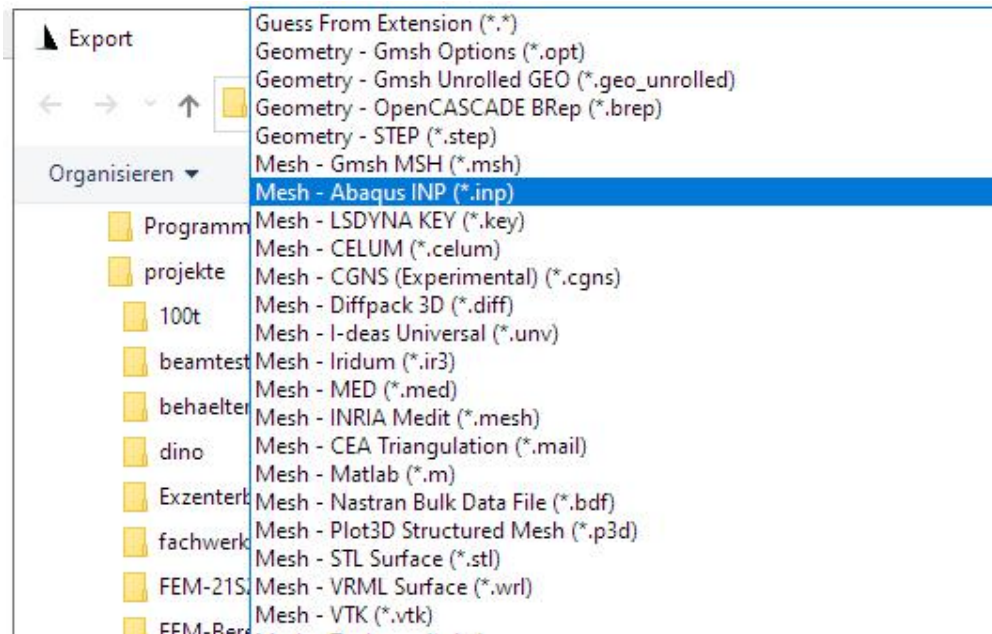 Export
Organisieren
Programm
projekte
100t
beamtest
behaelter
dino
Exzenterb
fachwerk
FEM-21S
FEM-Bere
Guess From Extension (*.*)
Geometry - Gmsh Options (*.opt)
Geometry - Gmsh Unrolled GEO (*.geo_unrolled)
Geometry - OpenCASCADE BRep (*.brep)
Geometry - STEP (*.step)
Mesh - Gmsh MSH (*.msh)
Mesh - Abaqus INP (*.inp)
Mesh - LSDYNA KEY (*.key)
Mesh - CELUM (*.celum)
Mesh - CGNS (Experimental) (*.cgns)
Mesh - Diffpack 3D (*.diff)
Mesh - I-deas Universal (*.unv)
Mesh - Iridum (*.ir3)
Mesh - MED (*.med)
Mesh - INRIA Medit (*.mesh)
Mesh - CEA Triangulation (*.mail)
Mesh - Matlab (*.m)
Mesh - Nastran Bulk Data File (*.bdf)
Mesh - Plot3D Structured Mesh (*.p3d)
Mesh - STL Surface (*.stl)
Mesh - VRML Surface (*.wrl)
Mesh - VTK (*.vtk)